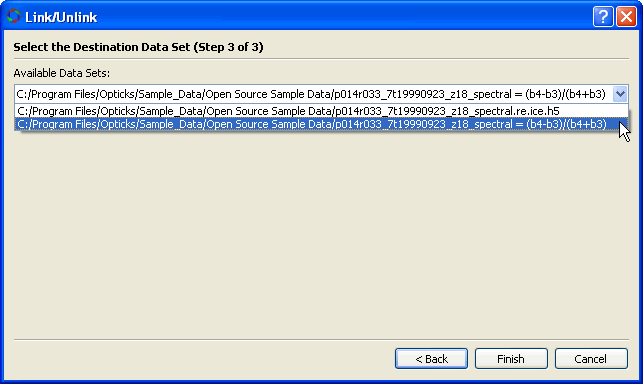 Link/Unlink
Select the Destination Data Set (Step 3 of 3)
Available Data Sets:
C:/Program Files/Opticks/Sample_Data/Open Source Sample Data/p014r033_7t19990923_z18_spectral = (b4-b3)/(b4+b3)
C:/Program Files/Opticks/Sample_Data/Open Source Sample Data/p014r033_7t19990923_z18_spectral.re.ice.h5
C:/Program Files/Opticks/Sample_Data/Open Source Sample Data/p014r033_7t19990923_z18_spectral = (b4-b3)/(b4+b3)
< Back Finish Cancel